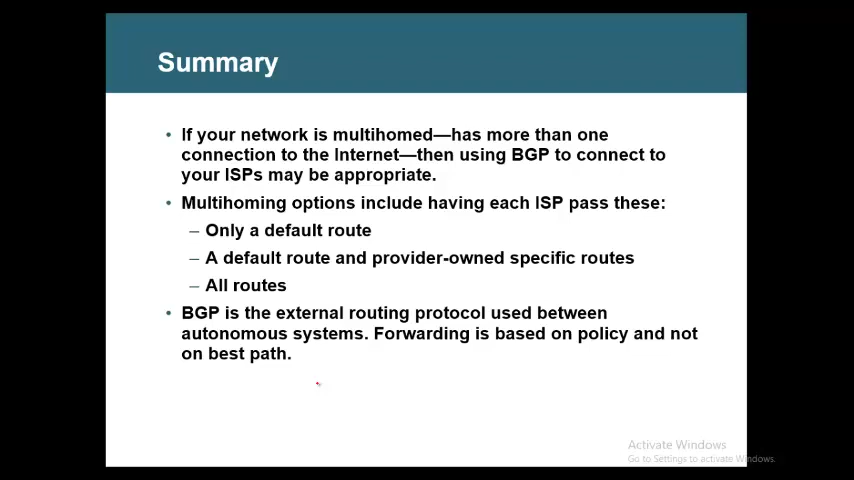 Summary
• If your network is multihomed—has more than one
connection to the Internet—then using BGP to connect to
your ISPs may be appropriate.
• Multihoming options include having each ISP pass these:
– Only a default route
– A default route and provider-owned specific routes
– All routes
• BGP is the external routing protocol used between
autonomous systems. Forwarding is based on policy and not
on best path.
Activate Windows
Go to Settings to activate Windows.